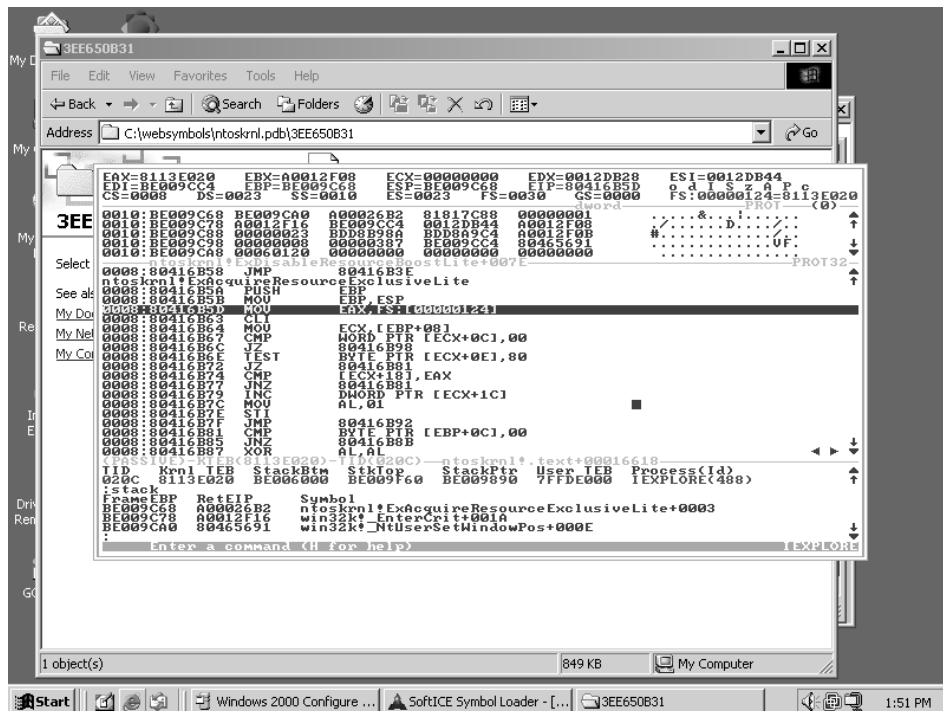 3EE650B31
My D
File Edit View Favorites Tools Help
Back Search Folders
Address C:\websymbols\ntoskrnl.pdb\3EE650B31 Go
My
EAX=8113E020 EBX=A0012F08 ECX=00000000 EDX=0012DB28 ESI=0012DB44
EDI=BE009CC4 EBP=BE009C68 ESP=BE009C68 EIP=80416B5D o d I S z A P c
CS=0008 DS=0023 SS=0010 ES=0023 FS=0030 GS=0000 FS:00000124=8113E020
dword PROT (0)
0010:BE009C68 BE009CA0 A00026B2 81817C88 00000001 .....&..|......
0010:BE009C78 A0012F16 BE009CC4 0012DB44 A0012F08 ./......D..../..
0010:BE009C88 00000023 BDD8B98A BDD8A9C4 A0012F0B #............/..
0010:BE009C98 00000008 00000387 BE009CC4 80465691 .............VF.
0010:BE009CA8 00060120 00000000 00000000 00000000
3EE
ntoskrnl!ExDisableResourceBoostLite+007E PROT32
Select
0008:80416B58 JMP 80416B3E
ntoskrnl!ExAcquireResourceExclusiveLite
0008:80416B5A PUSH EBP
0008:80416B5B MOV EBP,ESP
0008:80416B5D MOV EAX,FS:[00000124]
0008:80416B63 CLI
0008:80416B64 MOV ECX,[EBP+08]
0008:80416B67 CMP WORD PTR [ECX+0C],00
0008:80416B6C JZ 80416B98
0008:80416B6E TEST BYTE PTR [ECX+0E],80
0008:80416B72 JZ 80416B81
0008:80416B74 CMP [ECX+18],EAX
0008:80416B77 JNZ 80416B81
0008:80416B79 INC DWORD PTR [ECX+1C]
0008:80416B7C MOV AL,01
0008:80416B7E STI
0008:80416B7F JMP 80416B92
0008:80416B81 CMP BYTE PTR [EBP+0C],00
0008:80416B85 JNZ 80416B8B
0008:80416B87 XOR AL,AL
See als
My Do
My Net
My Co
(PASSIVE)-KTEB(8113E020)-TID(020C)—ntoskrnl!.text+00016618
TID Krnl TEB StackBtm StkTop StackPtr User TEB Process(Id)
020C 8113E020 BE006000 BE009F60 BE009890 7FFDE000 IEXPLORE(488)
:stack
FrameEBP RetEIP Symbol
BE009C68 A00026B2 ntoskrnl!ExAcquireResourceExclusiveLite+0003
BE009C78 A0012F16 win32k!_EnterCrit+001A
BE009CA0 80465691 win32k!_NtUserSetWindowPos+000E
:
Enter a command (H for help) IEXPLORE
1 object(s) 849 KB My Computer
Start Windows 2000 Configure ... SoftICE Symbol Loader - [... 3EE650B31 1:51 PM